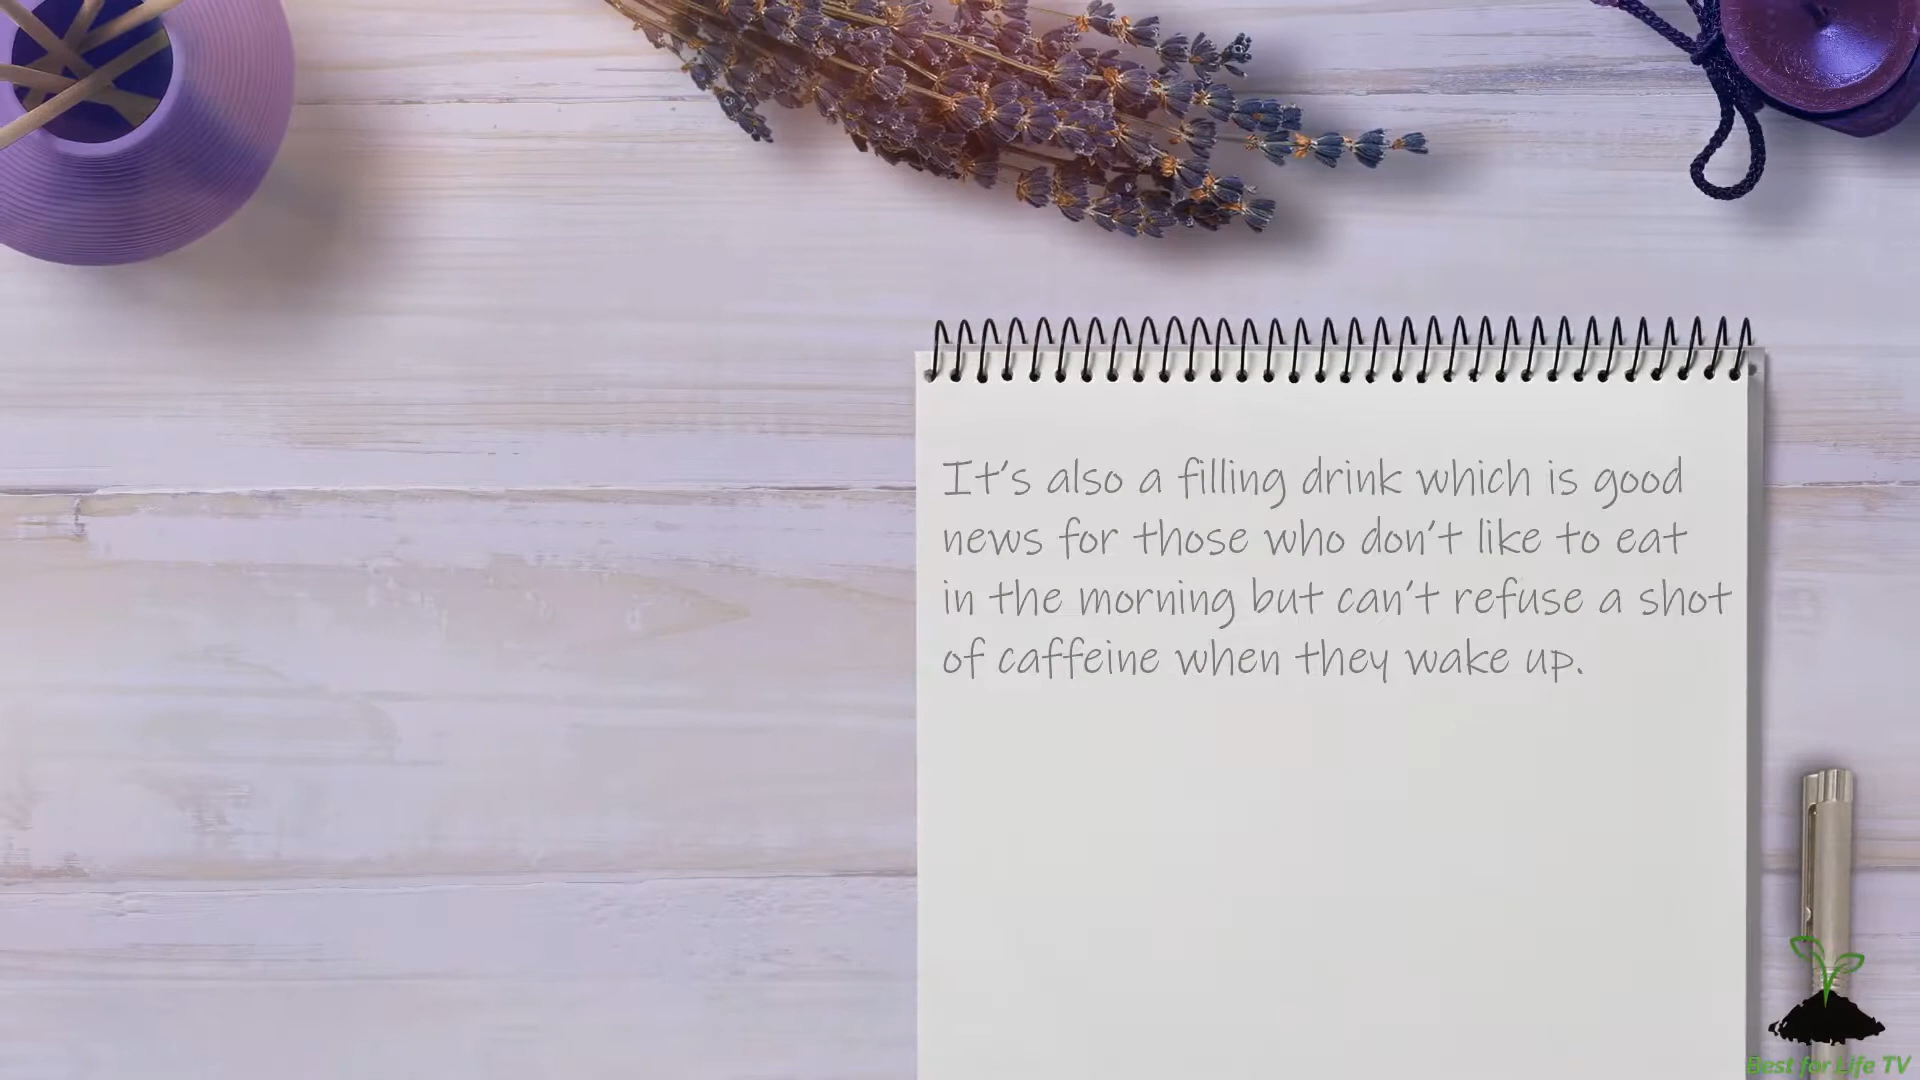 It's also a filling drink which is good
news for those who don't like to eat
in the morning but can't refuse a shot
of caffeine when they wake up.
Best for Life TV